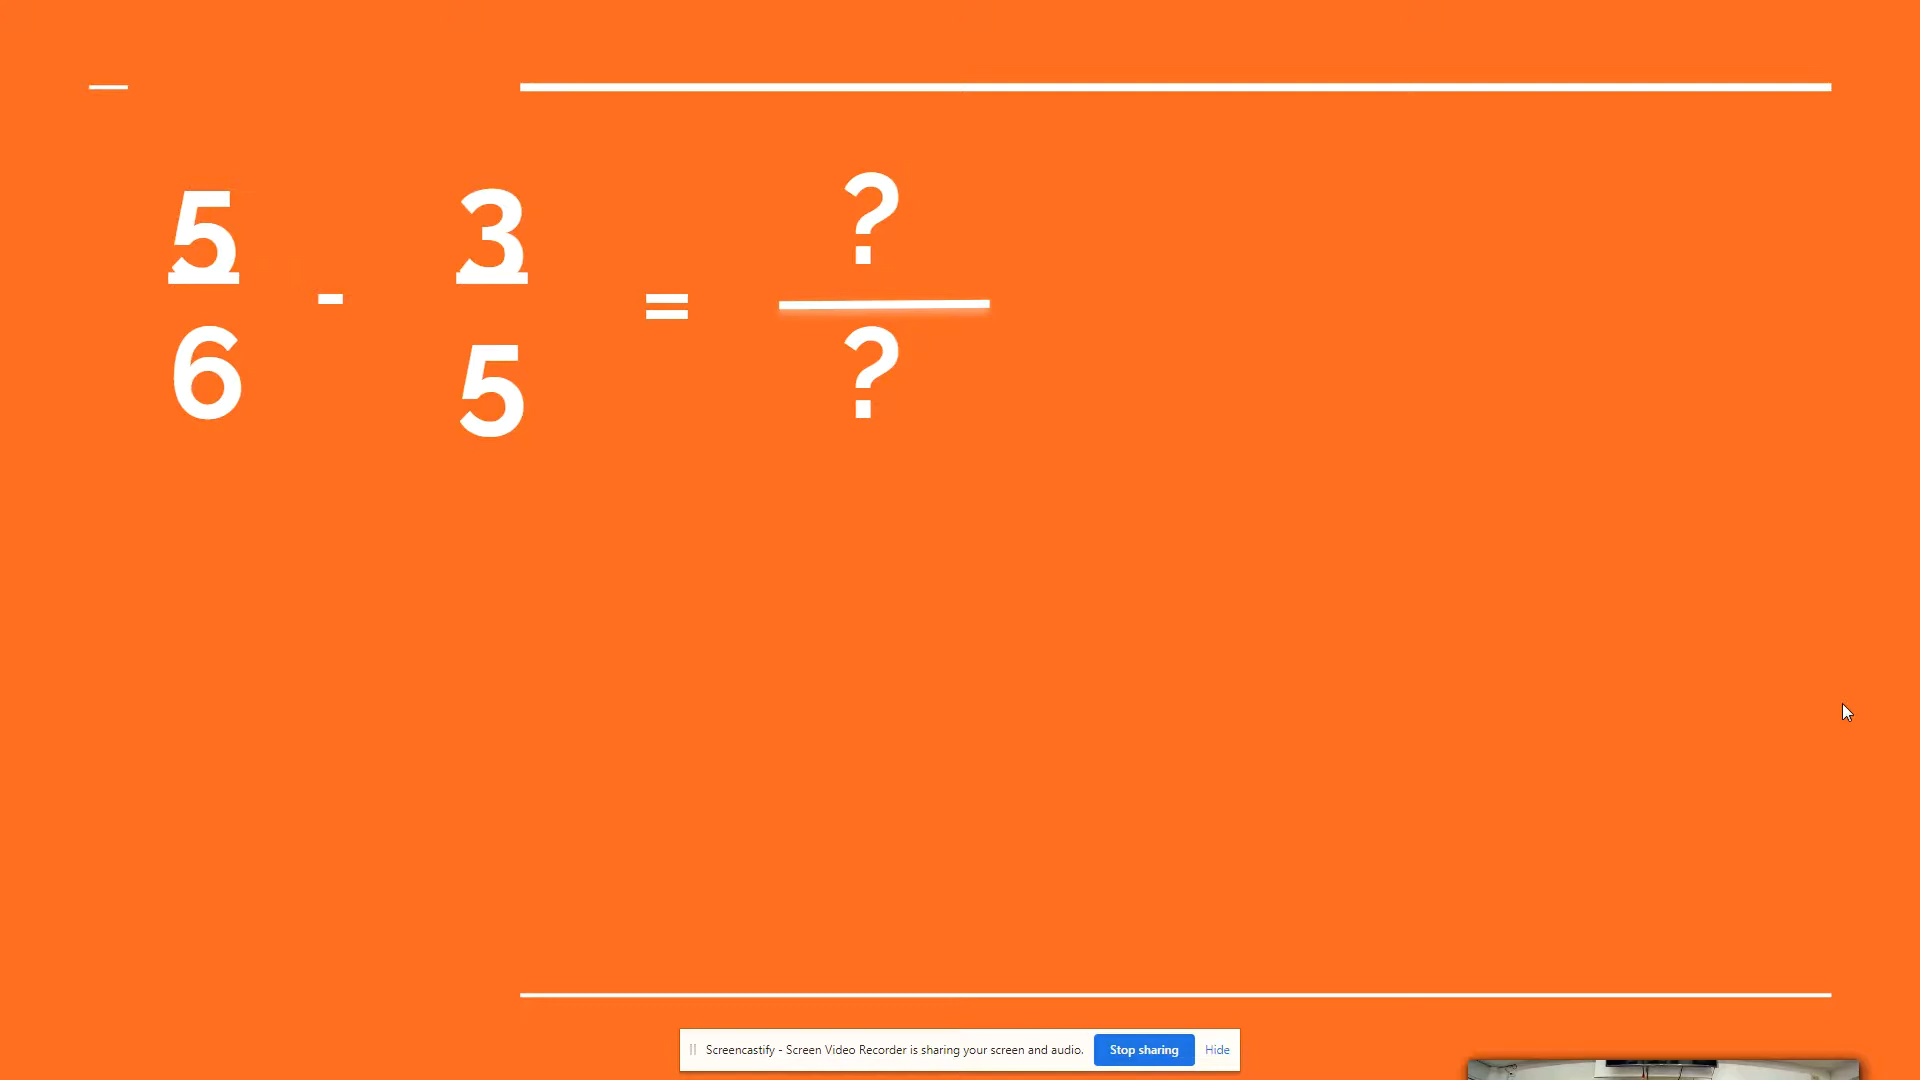 5 - 3 = ?
6 5 ?
Screencastify - Screen Video Recorder is sharing your screen and audio. Stop sharing Hide